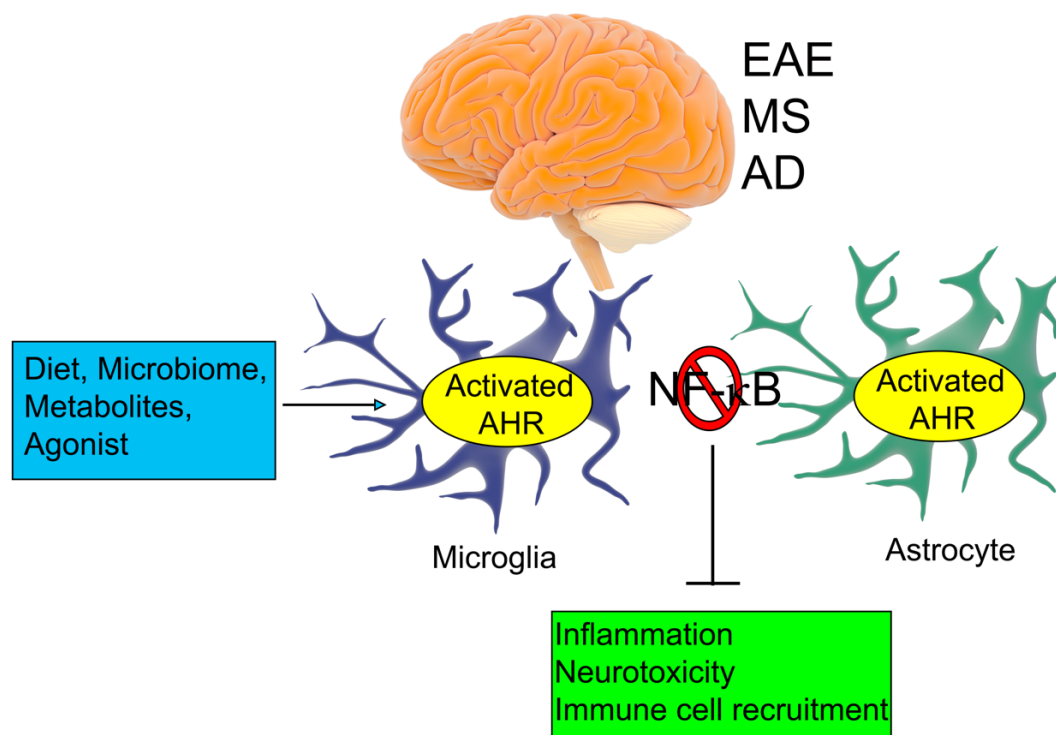 EAE
MS
AD
Diet, Microbiome,
Metabolites,
Agonist
Activated
AHR
Microglia
NF-κB
Activated
AHR
Astrocyte
Inflammation
Neurotoxicity
Immune cell recruitment